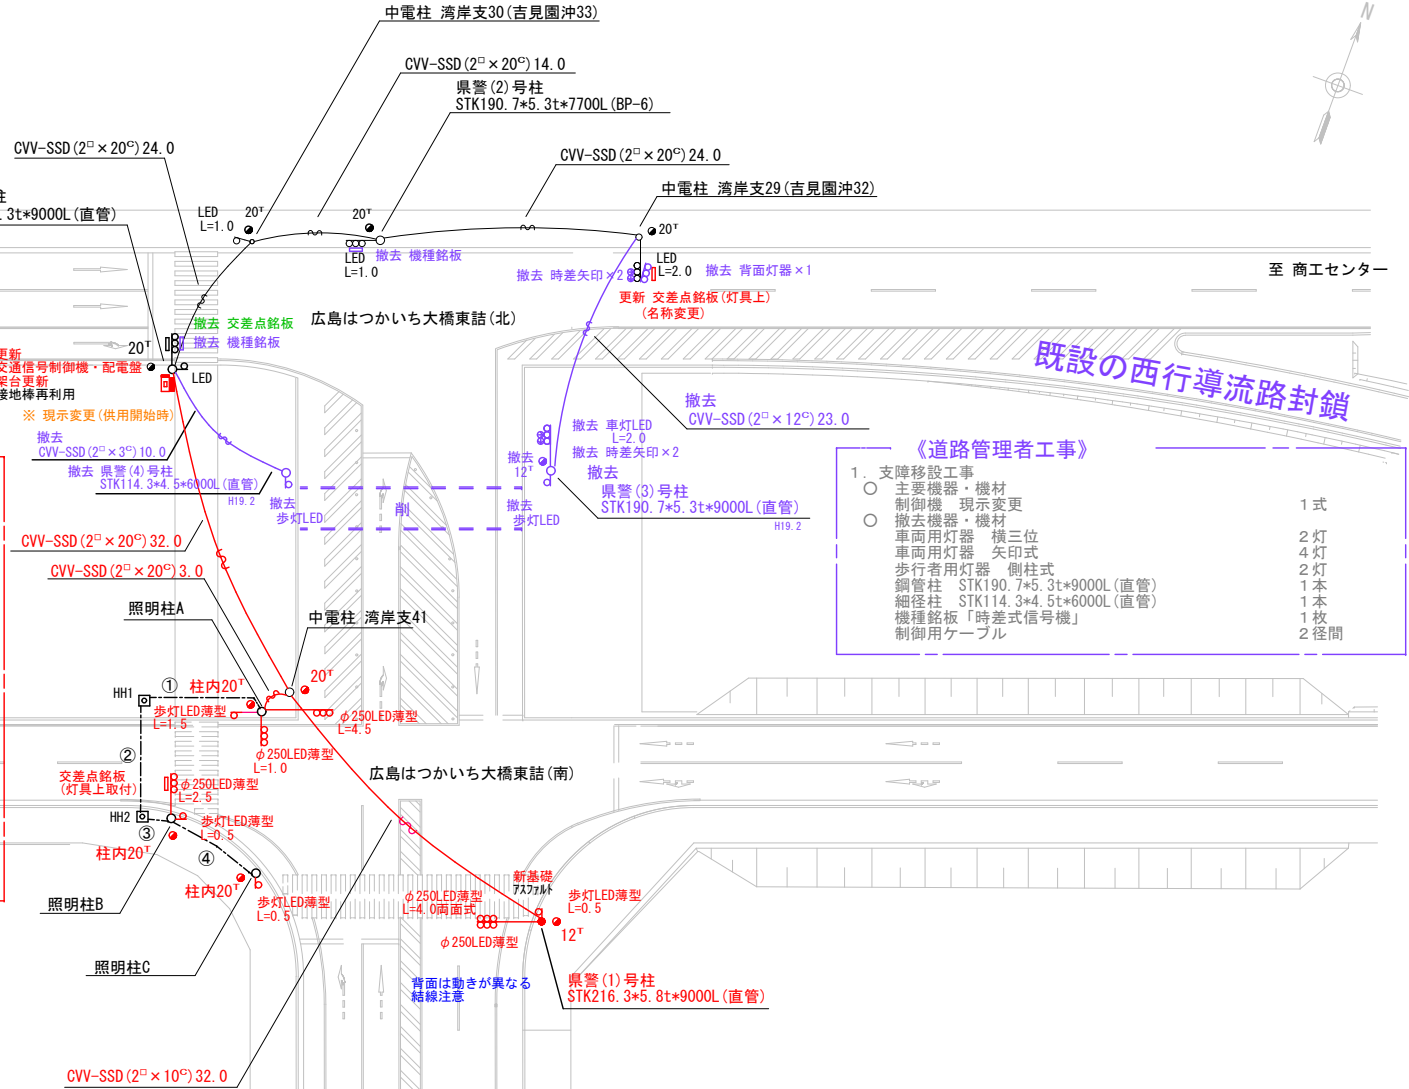 中電柱 湾岸支30(吉見園沖33)
CVV-SSD(2□×20C)14.0
県警(2)号柱
STK190.7*5.3t*7700L(BP-6)
CVV-SSD(2□×20C)24.0
CVV-SSD(2□×20C)24.0
中電柱 湾岸支29(吉見園沖32)
柱
.3t*9000L(直管)
LED
L=1.0
20T
20T
20T
LED
L=1.0
撤去 機種銘板
撤去 時差矢印×2
LED
L=2.0
撤去 背面灯器×1
更新 交差点銘板(灯具上)
(名称変更)
至 商工センター
N
広島はつかいち大橋東詰(北)
撤去 交差点銘板
撤去 機種銘板
20T
LED
更新
交通信号制御機・配電盤
架台更新
接地棒再利用
※ 現示変更(供用開始時)
既設の西行導流路封鎖
撤去
CVV-SSD(2□×3C)10.0
撤去 県警(4)号柱
STK114.3*4.5*6000L(直管)
H19.2
撤去
歩灯LED
削
撤去
CVV-SSD(2□×12C)23.0
撤去 車灯LED
L=2.0
撤去 時差矢印×2
撤去
12T
撤去
県警(3)号柱
STK190.7*5.3t*9000L(直管)
H19.2
撤去
歩灯LED
《道路管理者工事》
1. 支障移設工事
○ 主要機器・機材
制御機 現示変更 1式
○ 撤去機器・機材
車両用灯器 横三位 2灯
車両用灯器 矢印式 4灯
歩行者用灯器 側柱式 2灯
鋼管柱 STK190.7*5.3t*9000L(直管) 1本
細径柱 STK114.3*4.5t*6000L(直管) 1本
機種銘板「時差式信号機」 1枚
制御用ケーブル 2径間
CVV-SSD(2□×20C)32.0
CVV-SSD(2□×20C)3.0
照明柱A
中電柱 湾岸支41
HH1
①
柱内20T
20T
歩灯LED薄型
L=1.5
φ250LED薄型
L=4.5
φ250LED薄型
L=1.0
②
交差点銘板
(灯具上取付)
φ250LED薄型
L=2.5
広島はつかいち大橋東詰(南)
HH2
③
歩灯LED薄型
L=0.5
柱内20T
④
柱内20T
照明柱B
歩灯LED薄型
L=0.5
照明柱C
φ250LED薄型
L=4.0両面式
新基礎
アスファルト
歩灯LED薄型
L=0.5
12T
φ250LED薄型
背面は動きが異なる
結線注意
県警(1)号柱
STK216.3*5.8t*9000L(直管)
CVV-SSD(2□×10C)32.0